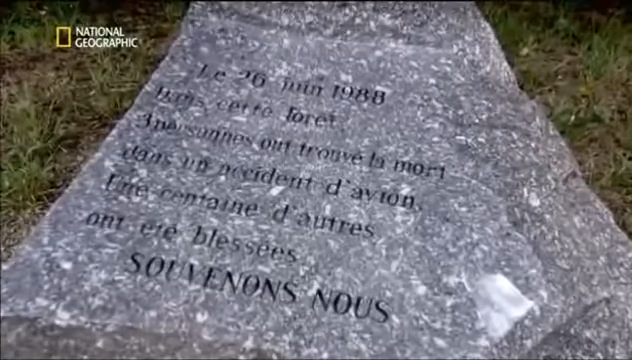 NATIONAL
GEOGRAPHIC
Le 26 juin 1988
Dans cette forêt
3 personnes ont trouvé la mort
dans un accident d'avion.
Une centaine d'autres
ont été blessées
SOUVENONS NOUS